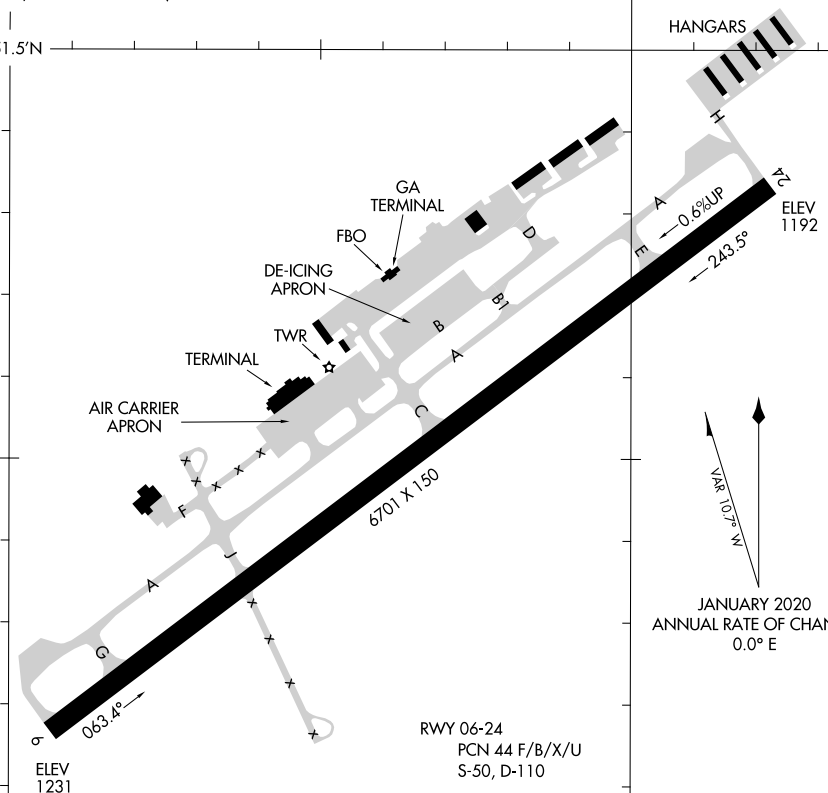 HANGARS
51.5'N
H
24
GA
TERMINAL
FBO
A
0.6%UP
ELEV
1192
D
E
243.5°
DE-ICING
APRON
B1
B
TWR
A
TERMINAL
AIR CARRIER
APRON
C
6701 X 150
VAR 10.7° W
F
J
A
JANUARY 2020
ANNUAL RATE OF CHAN
0.0° E
G
063.4°
6
RWY 06-24
PCN 44 F/B/X/U
S-50, D-110
ELEV
1231